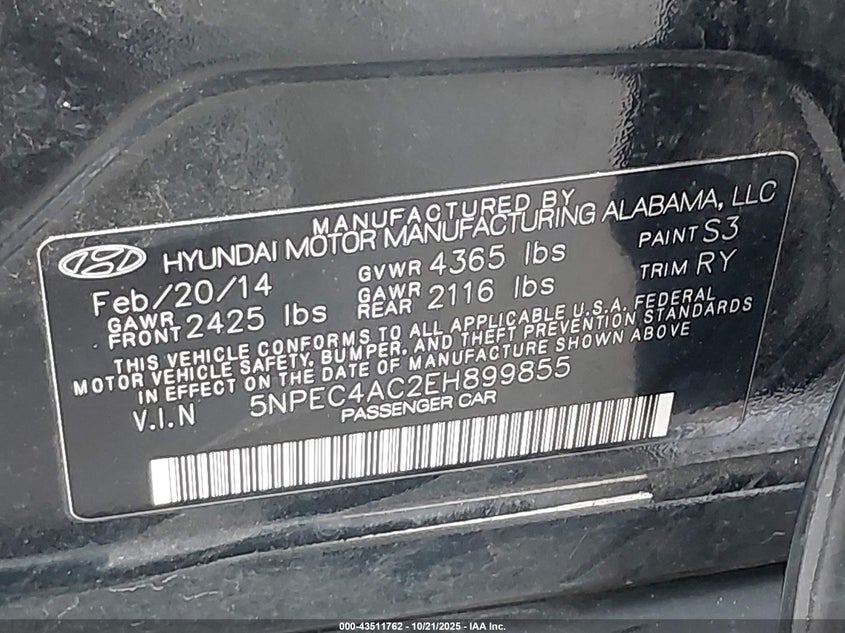 MANUFACTURED BY
HYUNDAI MOTOR MANUFACTURING ALABAMA, LLC
Feb/20/14 GVWR 4365 lbs PAINT S3
GAWR FRONT 2425 lbs GAWR REAR 2116 lbs TRIM RY
THIS VEHICLE CONFORMS TO ALL APPLICABLE U.S.A. FEDERAL
MOTOR VEHICLE SAFETY, BUMPER, AND THEFT PREVENTION STANDARDS
IN EFFECT ON THE DATE OF MANUFACTURE SHOWN ABOVE
V.I.N 5NPEC4AC2EH899855
PASSENGER CAR
000-43511762 - 10/21/2025 - IAA Inc.